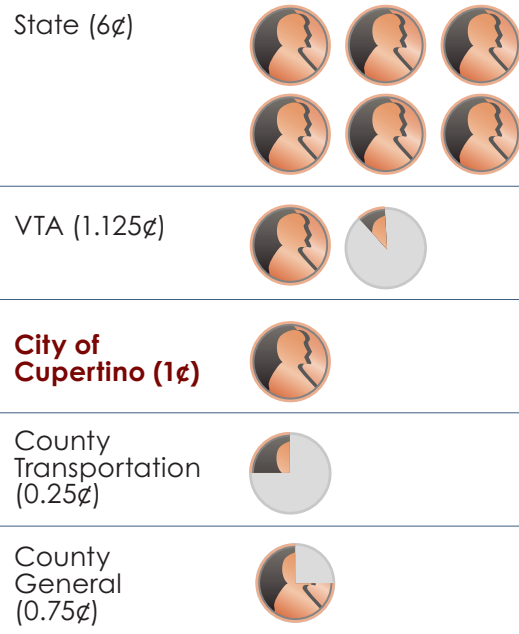 State (6¢)
VTA (1.125¢)
City of
Cupertino (1¢)
County
Transportation
(0.25¢)
County
General
(0.75¢)